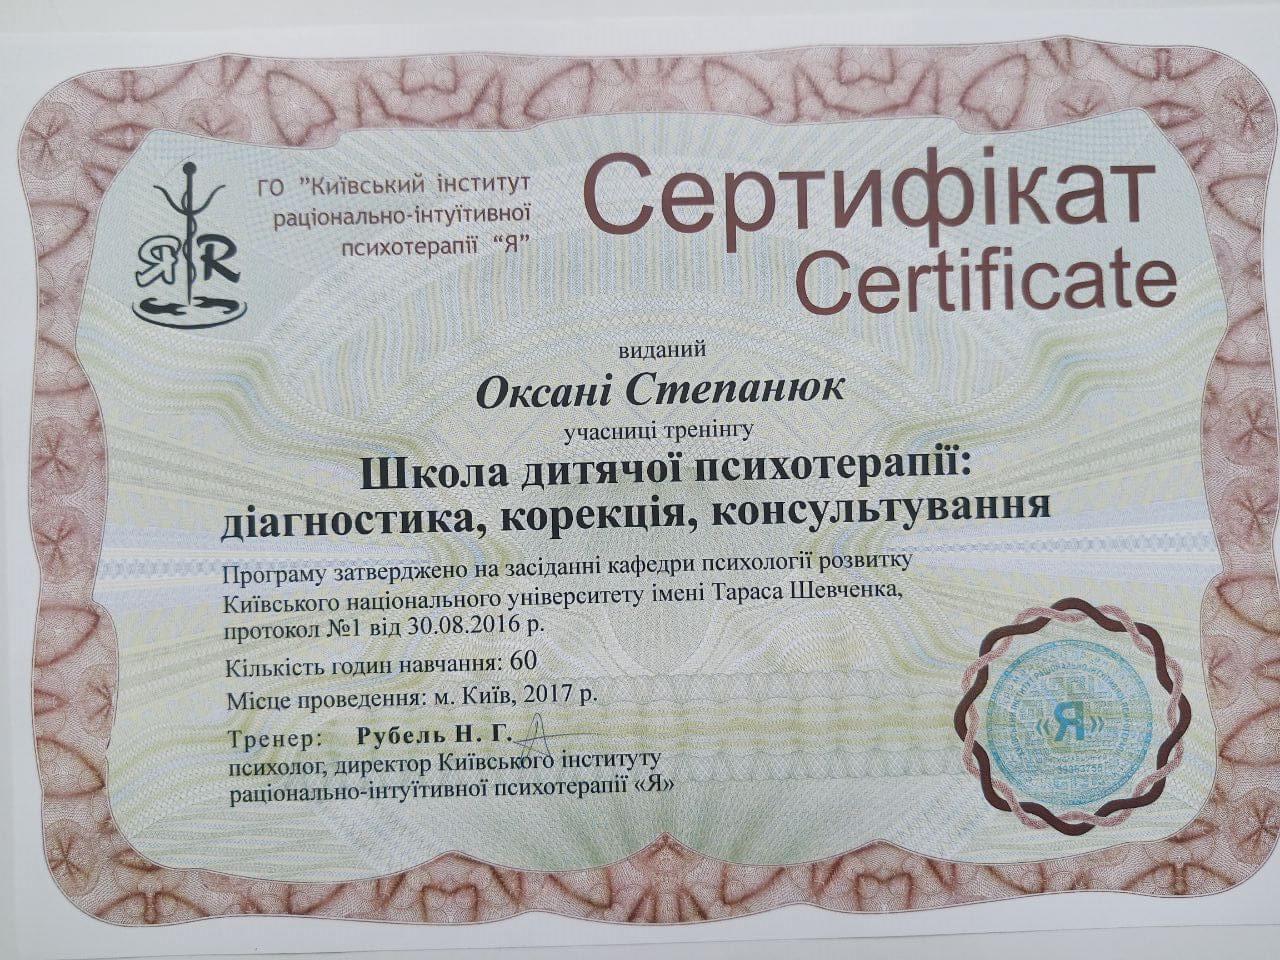 ГО "Київський інститут
раціонально-інтуїтивної
психотерапії “Я”
ЯR
Сертифікат
Certificate
виданий
Оксані Степанюк
учасниці тренінгу
Школа дитячої психотерапії:
діагностика, корекція, консультування
Програму затверджено на засіданні кафедри психології розвитку
Київського національного університету імені Тараса Шевченка,
протокол №1 від 30.08.2016 р.
Кількість годин навчання: 60
Місце проведення: м. Київ, 2017 р.
Тренер: Рубель Н. Г.
психолог, директор Київського інституту
раціонально-інтуїтивної психотерапії «Я»
«Я»